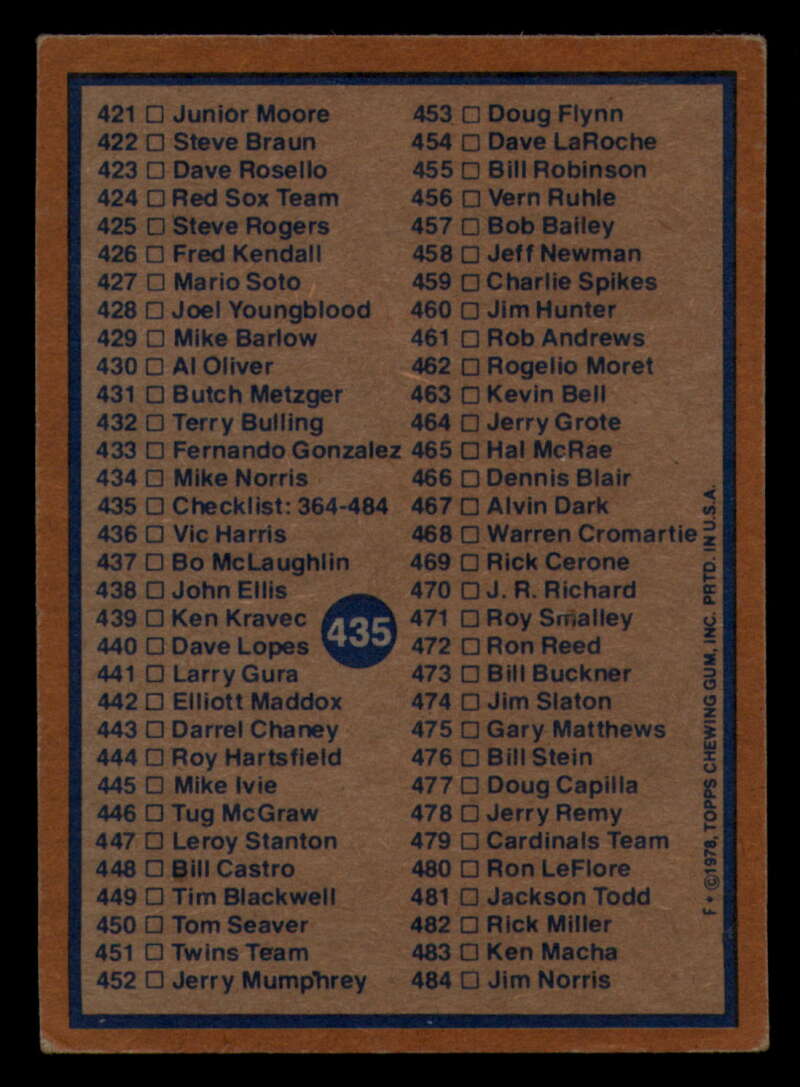 421 ☐ Junior Moore
422 ☐ Steve Braun
423 ☐ Dave Rosello
424 ☐ Red Sox Team
425 ☐ Steve Rogers
426 ☐ Fred Kendall
427 ☐ Mario Soto
428 ☐ Joel Youngblood
429 ☐ Mike Barlow
430 ☐ Al Oliver
431 ☐ Butch Metzger
432 ☐ Terry Bulling
433 ☐ Fernando Gonzalez
434 ☐ Mike Norris
435 ☐ Checklist: 364-484
436 ☐ Vic Harris
437 ☐ Bo McLaughlin
438 ☐ John Ellis
439 ☐ Ken Kravec
440 ☐ Dave Lopes
441 ☐ Larry Gura
442 ☐ Elliott Maddox
443 ☐ Darrel Chaney
444 ☐ Roy Hartsfield
445 ☐ Mike Ivie
446 ☐ Tug McGraw
447 ☐ Leroy Stanton
448 ☐ Bill Castro
449 ☐ Tim Blackwell
450 ☐ Tom Seaver
451 ☐ Twins Team
452 ☐ Jerry Mumphrey
435
453 ☐ Doug Flynn
454 ☐ Dave LaRoche
455 ☐ Bill Robinson
456 ☐ Vern Ruhle
457 ☐ Bob Bailey
458 ☐ Jeff Newman
459 ☐ Charlie Spikes
460 ☐ Jim Hunter
461 ☐ Rob Andrews
462 ☐ Rogelio Moret
463 ☐ Kevin Bell
464 ☐ Jerry Grote
465 ☐ Hal McRae
466 ☐ Dennis Blair
467 ☐ Alvin Dark
468 ☐ Warren Cromartie
469 ☐ Rick Cerone
470 ☐ J. R. Richard
471 ☐ Roy Smalley
472 ☐ Ron Reed
473 ☐ Bill Buckner
474 ☐ Jim Slaton
475 ☐ Gary Matthews
476 ☐ Bill Stein
477 ☐ Doug Capilla
478 ☐ Jerry Remy
479 ☐ Cardinals Team
480 ☐ Ron LeFlore
481 ☐ Jackson Todd
482 ☐ Rick Miller
483 ☐ Ken Macha
484 ☐ Jim Norris
F* ©1978, TOPPS CHEWING GUM, INC. PRTD. IN U.S.A.